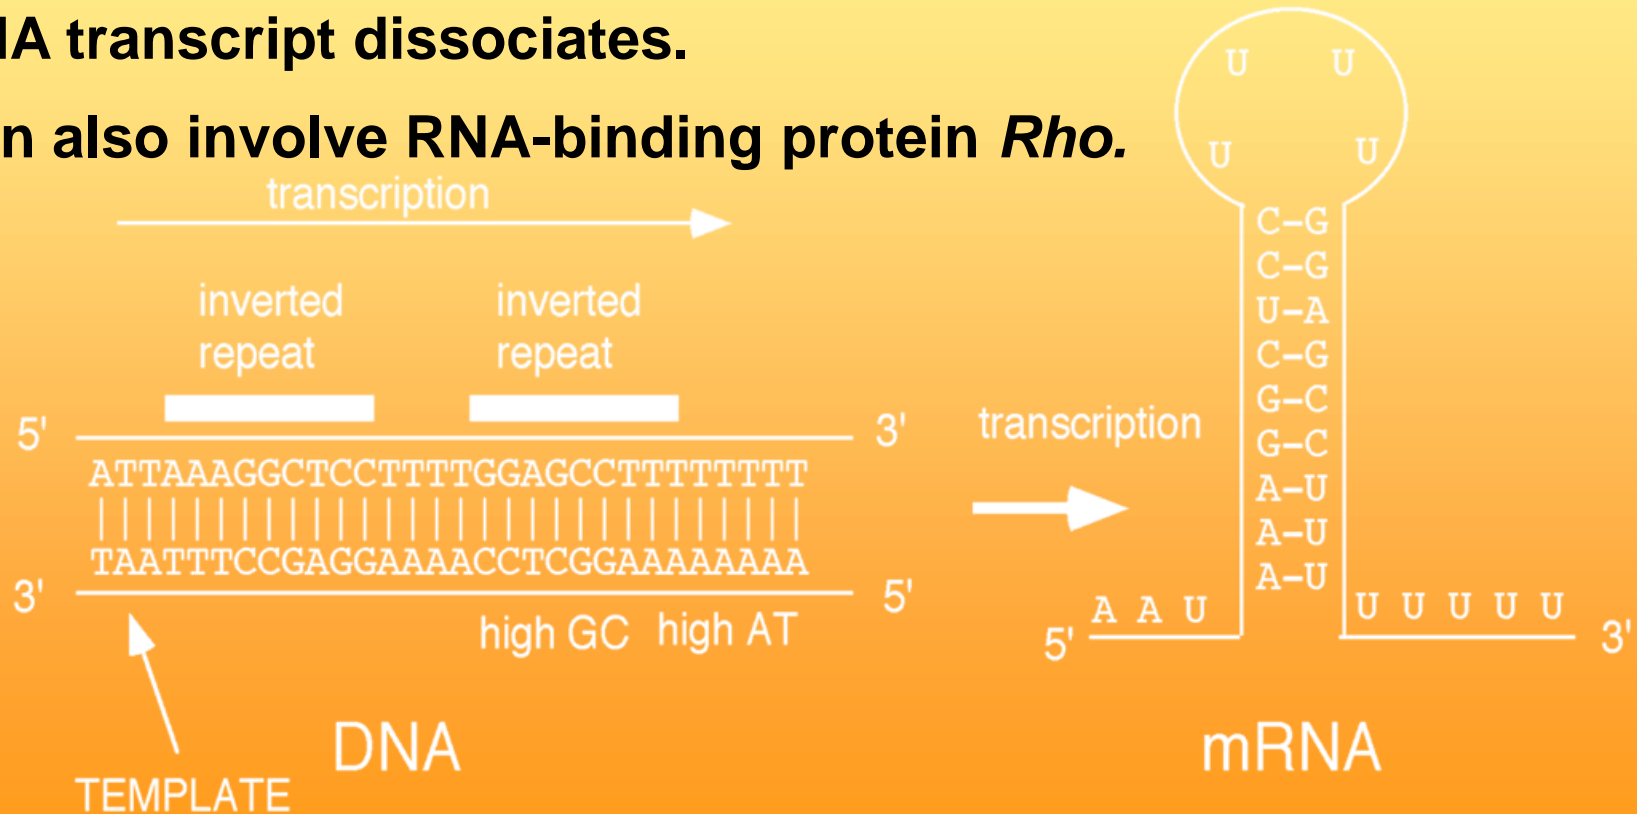 NA transcript dissociates.
n also involve RNA-binding protein Rho.
transcription
inverted repeat
inverted repeat
5' 3'
ATTAAAGGCTCCTTTTGGAGCCTTTTTTTT
TAATTTCCGAGGAAAACCTCGGAAAAAAAA
3' 5'
high GC high AT
TEMPLATE
DNA
transcription
U U
U U
C-G
C-G
U-A
C-G
G-C
G-C
A-U
A-U
A-U
5' A A U U U U U U 3'
mRNA